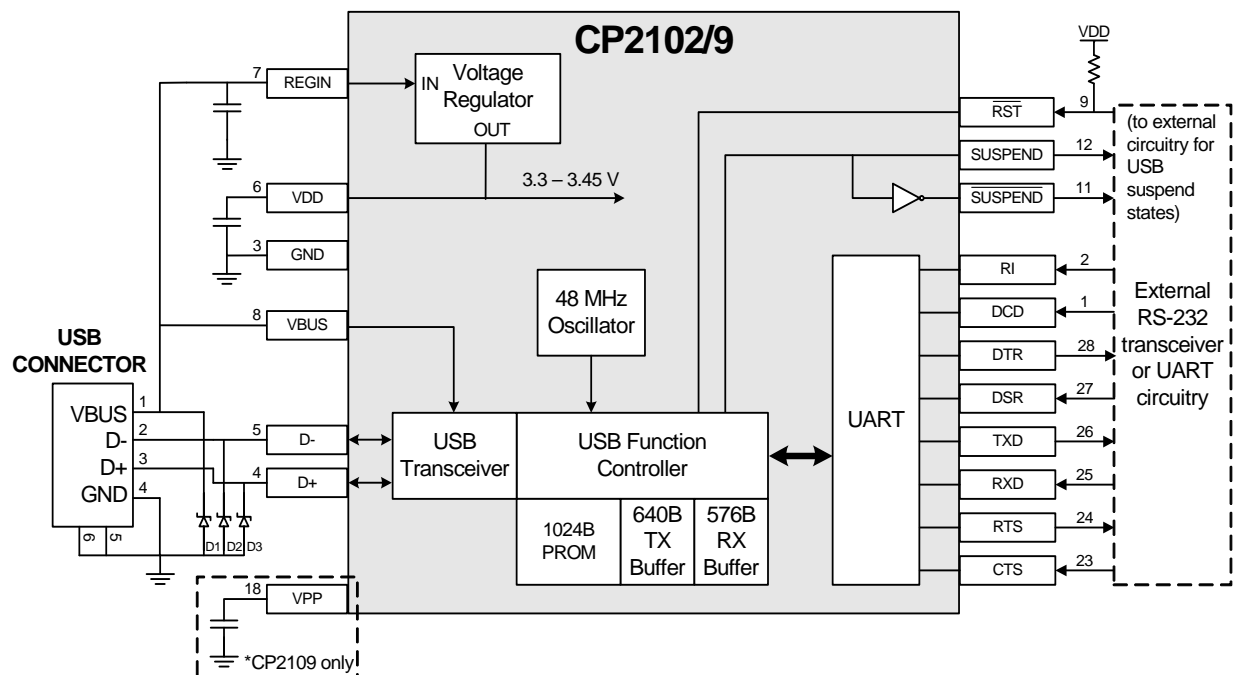 CP2102/9
VDD
7
REGIN
IN
Voltage
Regulator
OUT
6
VDD
3.3 – 3.45 V
3
GND
8
VBUS
48 MHz
Oscillator
USB
CONNECTOR
VBUS
1
D-
2
D+
3
GND
4
6
5
D1
D2
D3
5
D-
4
D+
USB
Transceiver
USB Function
Controller
1024B
PROM
640B
TX
Buffer
576B
RX
Buffer
UART
18
VPP
*CP2109 only
RST
9
SUSPEND
12
SUSPEND
11
RI
2
DCD
1
DTR
28
DSR
27
TXD
26
RXD
25
RTS
24
CTS
23
(to external
circuitry for
USB
suspend
states)
External
RS-232
transceiver
or UART
circuitry